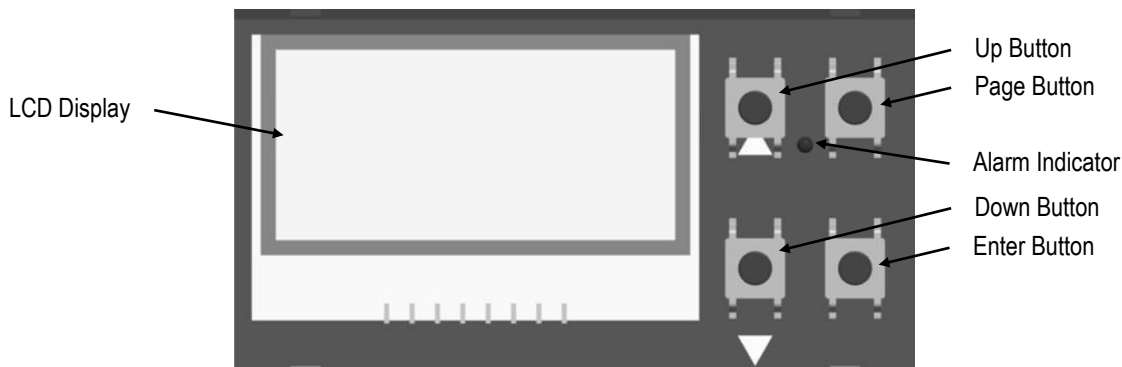 LCD Display
Up Button
Page Button
Alarm Indicator
Down Button
Enter Button